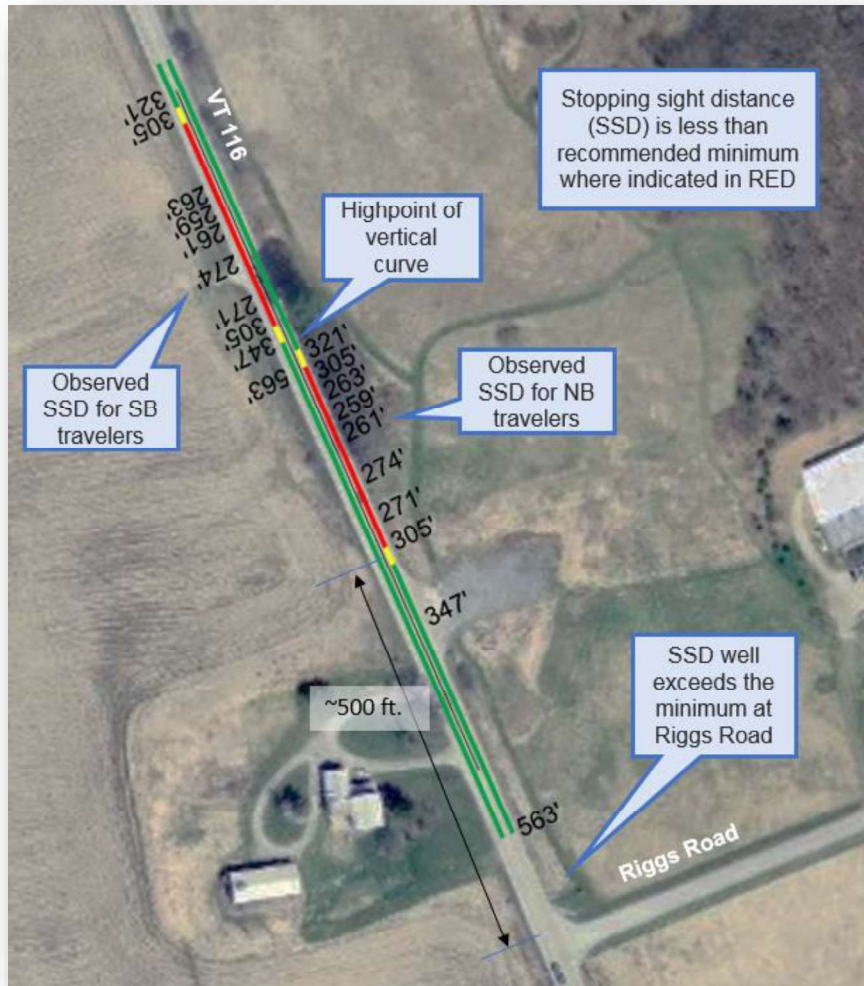 VT 116
Stopping sight distance
(SSD) is less than
recommended minimum
where indicated in RED
321'
305'
263'
259'
261'
274'
271'
305'
347'
563'
Highpoint of
vertical
curve
Observed
SSD for SB
travelers
Observed
SSD for NB
travelers
321'
305'
263'
259'
261'
274'
271'
305'
347'
563'
~500 ft.
SSD well
exceeds the
minimum at
Riggs Road
Riggs Road